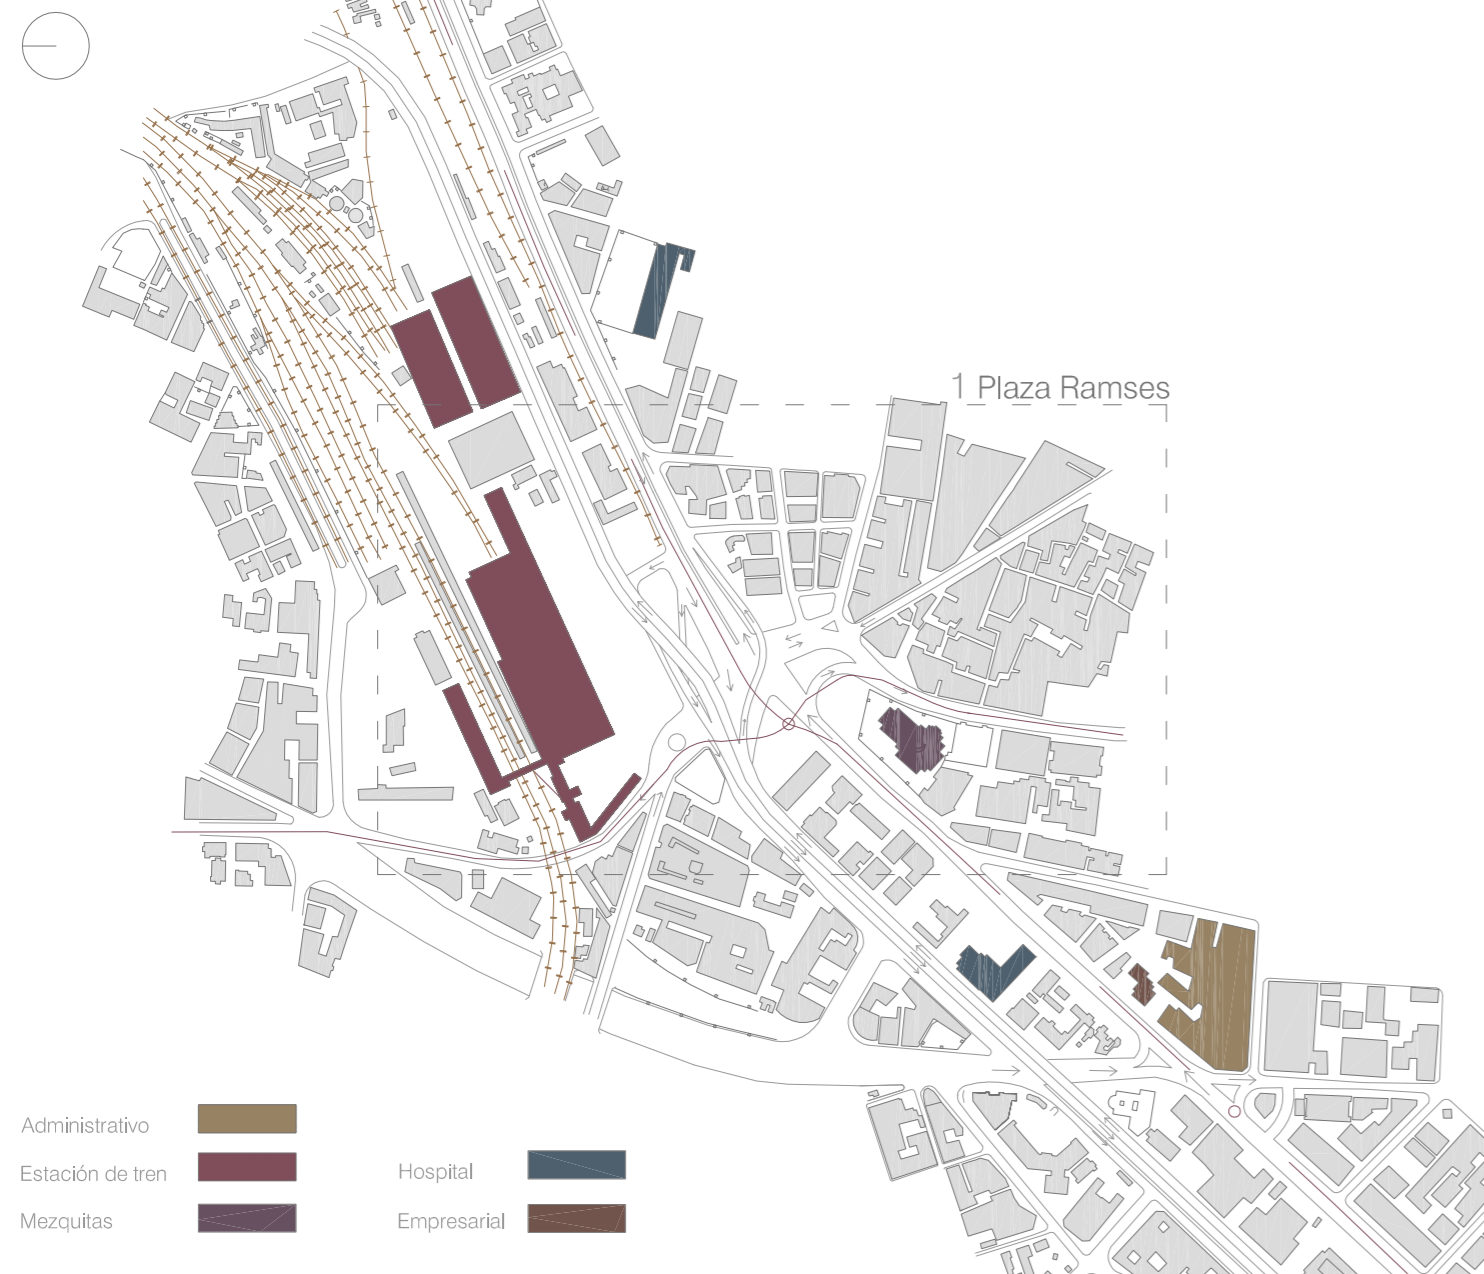 1 Plaza Ramses
Administrativo
Estación de tren
Mezquitas
Hospital
Empresarial